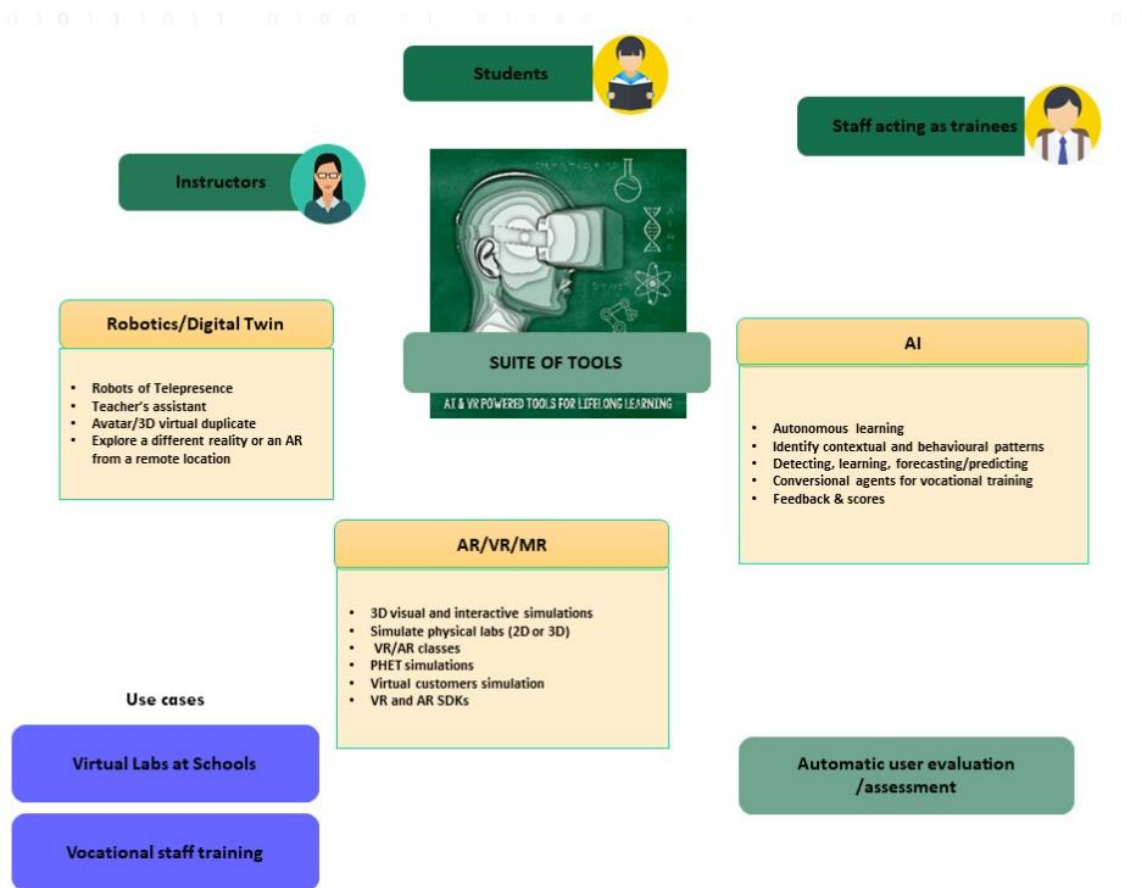 Students
Staff acting as trainees
Instructors
Robotics/Digital Twin
• Robots of Telepresence
• Teacher's assistant
• Avatar/3D virtual duplicate
• Explore a different reality or an AR
from a remote location
SUITE OF TOOLS
AI & VR POWERED TOOLS FOR LIFELONG LEARNING
AI
• Autonomous learning
• Identify contextual and behavioural patterns
• Detecting, learning, forecasting/predicting
• Conversional agents for vocational training
• Feedback & scores
AR/VR/MR
• 3D visual and interactive simulations
• Simulate physical labs (2D or 3D)
• VR/AR classes
• PHET simulations
• Virtual customers simulation
• VR and AR SDKs
Use cases
Virtual Labs at Schools
Vocational staff training
Automatic user evaluation
/assessment